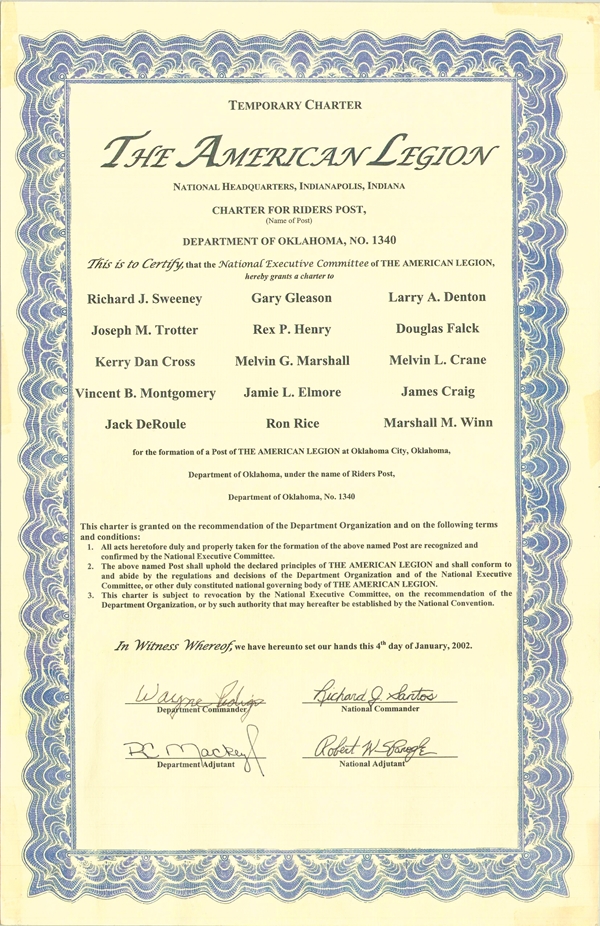 TEMPORARY CHARTER
THE AMERICAN LEGION
NATIONAL HEADQUARTERS, INDIANAPOLIS, INDIANA
CHARTER FOR RIDERS POST,
(Name of Post)
DEPARTMENT OF OKLAHOMA, NO. 1340
This is to Certify, that the National Executive Committee of THE AMERICAN LEGION,
hereby grants a charter to
Richard J. Sweeney Gary Gleason Larry A. Denton
Joseph M. Trotter Rex P. Henry Douglas Falck
Kerry Dan Cross Melvin G. Marshall Melvin L. Crane
Vincent B. Montgomery Jamie L. Elmore James Craig
Jack DeRoule Ron Rice Marshall M. Winn
for the formation of a Post of THE AMERICAN LEGION at Oklahoma City, Oklahoma,
Department of Oklahoma, under the name of Riders Post,
Department of Oklahoma, No. 1340
This charter is granted on the recommendation of the Department Organization and on the following terms
and conditions:
1. All acts heretofore duly and properly taken for the formation of the above named Post are recognized and
confirmed by the National Executive Committee.
2. The above named Post shall uphold the declared principles of THE AMERICAN LEGION and shall conform to
and abide by the regulations and decisions of the Department Organization and of the National Executive
Committee, or other duly constituted national governing body of THE AMERICAN LEGION.
3. This charter is subject to revocation by the National Executive Committee, on the recommendation of the
Department Organization, or by such authority that may hereafter be established by the National Convention.
In Witness Whereof, we have hereunto set our hands this 4th day of January, 2002.
Wayne Richard J. Santos
Department Commander National Commander
RC Mackey Robert W.
Department Adjutant National Adjutant